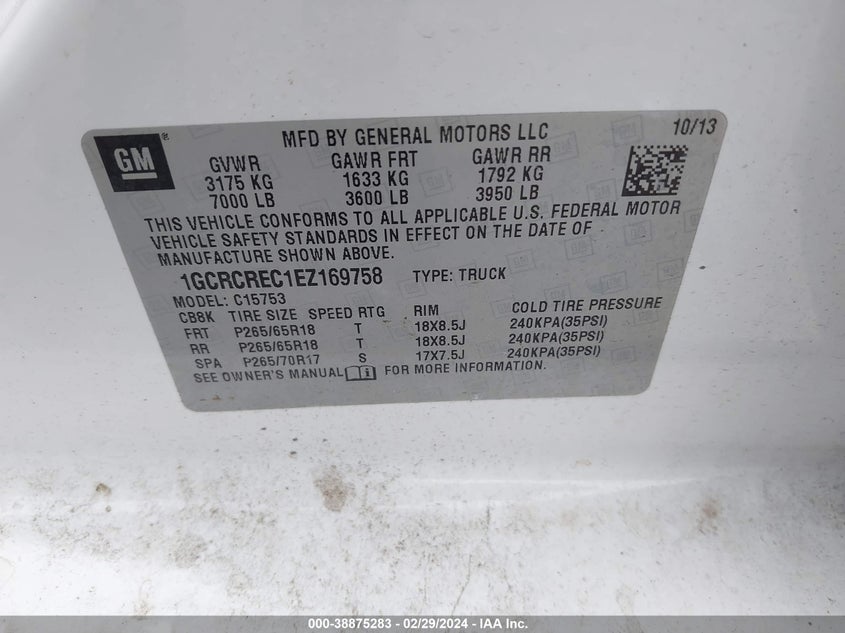 GM
MFD BY GENERAL MOTORS LLC 10/13
GVWR GAWR FRT GAWR RR
3175 KG 1633 KG 1792 KG
7000 LB 3600 LB 3950 LB
THIS VEHICLE CONFORMS TO ALL APPLICABLE U.S. FEDERAL MOTOR
VEHICLE SAFETY STANDARDS IN EFFECT ON THE DATE OF
MANUFACTURE SHOWN ABOVE.
1GCRCREC1EZ169758 TYPE: TRUCK
MODEL: C15753
CB8K TIRE SIZE SPEED RTG RIM COLD TIRE PRESSURE
FRT P265/65R18 T 18X8.5J 240KPA(35PSI)
RR P265/65R18 T 18X8.5J 240KPA(35PSI)
SPA P265/70R17 S 17X7.5J 240KPA(35PSI)
SEE OWNER'S MANUAL FOR MORE INFORMATION.
000-38875283 - 02/29/2024 - IAA Inc.